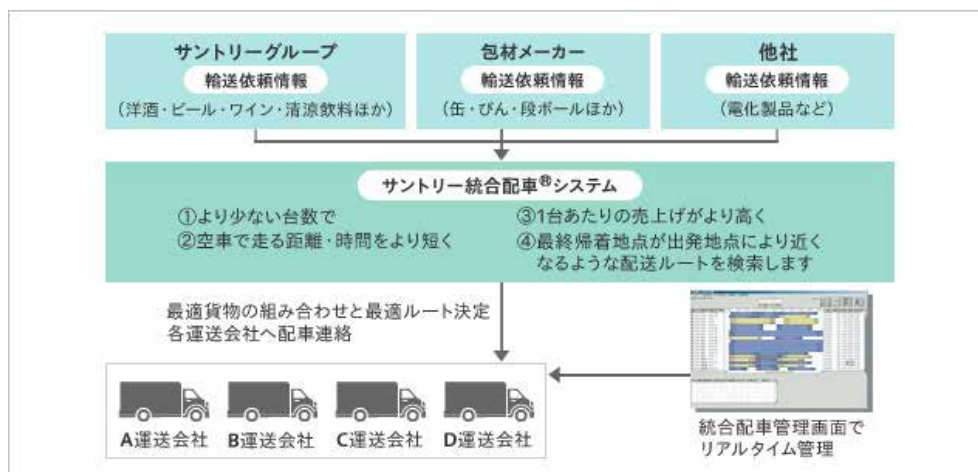 サントリーグループ
輸送依頼情報
（洋酒・ビール・ワイン・清涼飲料ほか）
包材メーカー
輸送依頼情報
（缶・びん・段ボールほか）
他社
輸送依頼情報
（電化製品など）
サントリー統合配車®システム
①より少ない台数で
②空車で走る距離・時間をより短く
③1台あたりの売上げがより高く
④最終帰着地点が出発地点により近く
なるような配送ルートを検索します
最適貨物の組み合わせと最適ルート決定
各運送会社へ配車連絡
A運送会社
B運送会社
C運送会社
D運送会社
統合配車管理画面で
リアルタイム管理